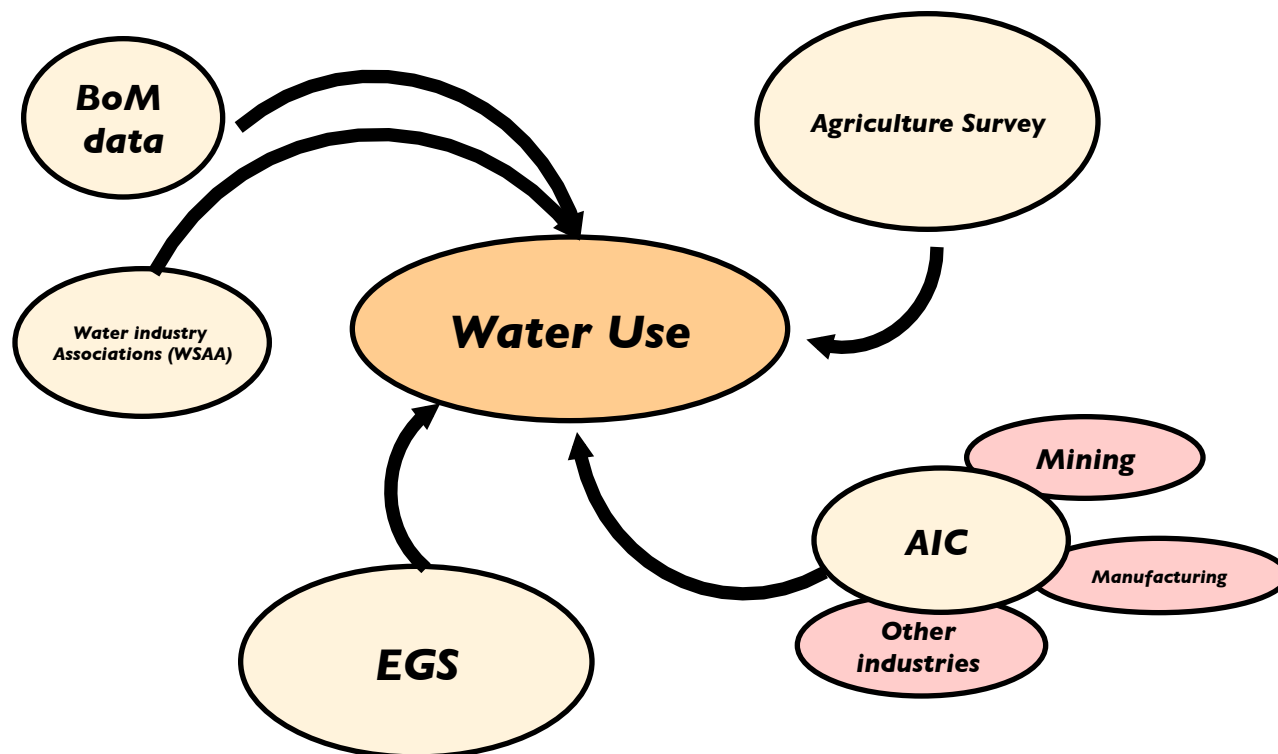 BoM
data
Agriculture Survey
Water industry
Associations (WSAA)
Water Use
Mining
AIC
Manufacturing
Other
industries
EGS